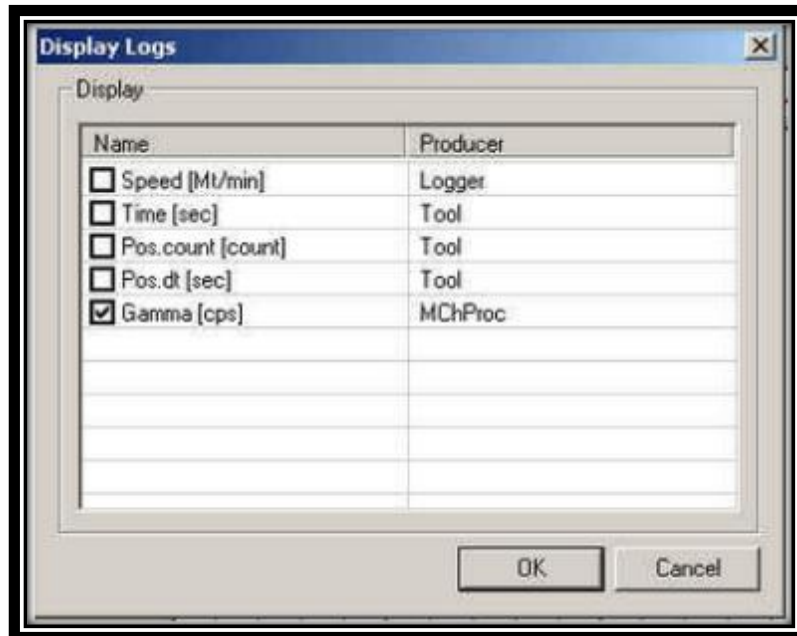 Display Logs
Display
Name Producer
Speed [Mt/min] Logger
Time [sec] Tool
Pos.count [count] Tool
Pos.dt [sec] Tool
Gamma [cps] MChProc
OK Cancel